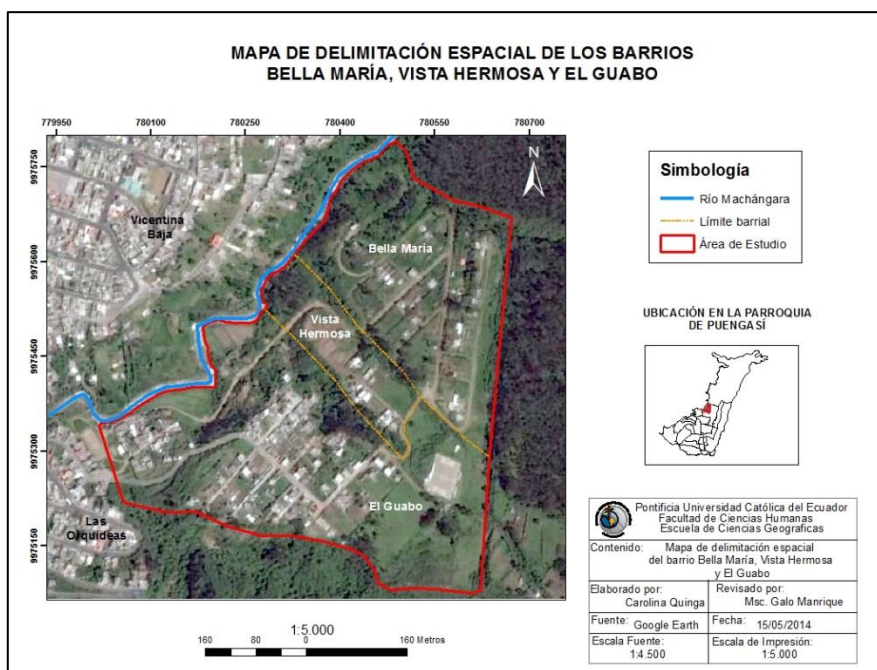 MAPA DE DELIMITACIÓN ESPACIAL DE LOS BARRIOS
BELLA MARÍA, VISTA HERMOSA Y EL GUABO
779950 780100 780250 780400 780550 780700
9975750
9975600
9975450
9975300
9975150
N
Vicentina
Baja
Bella María
Vista
Hermosa
El Guabo
Las
Orquideas
1:5.000
160 80 0 160 Metros
Simbología
Río Machángara
Límite barrial
Área de Estudio
UBICACIÓN EN LA PARROQUIA
DE PUENGASÍ
Pontificia Universidad Católica del Ecuador
Facultad de Ciencias Humanas
Escuela de Ciencias Geograficas
Contenido: Mapa de delimitación espacial
del barrio Bella María, Vista Hermosa
y El Guabo
Elaborado por:
Carolina Quinga
Revisado por:
Msc. Galo Manrique
Fuente: Google Earth
Fecha: 15/05/2014
Escala Fuente:
1:4.500
Escala de Impresión:
1:5.000